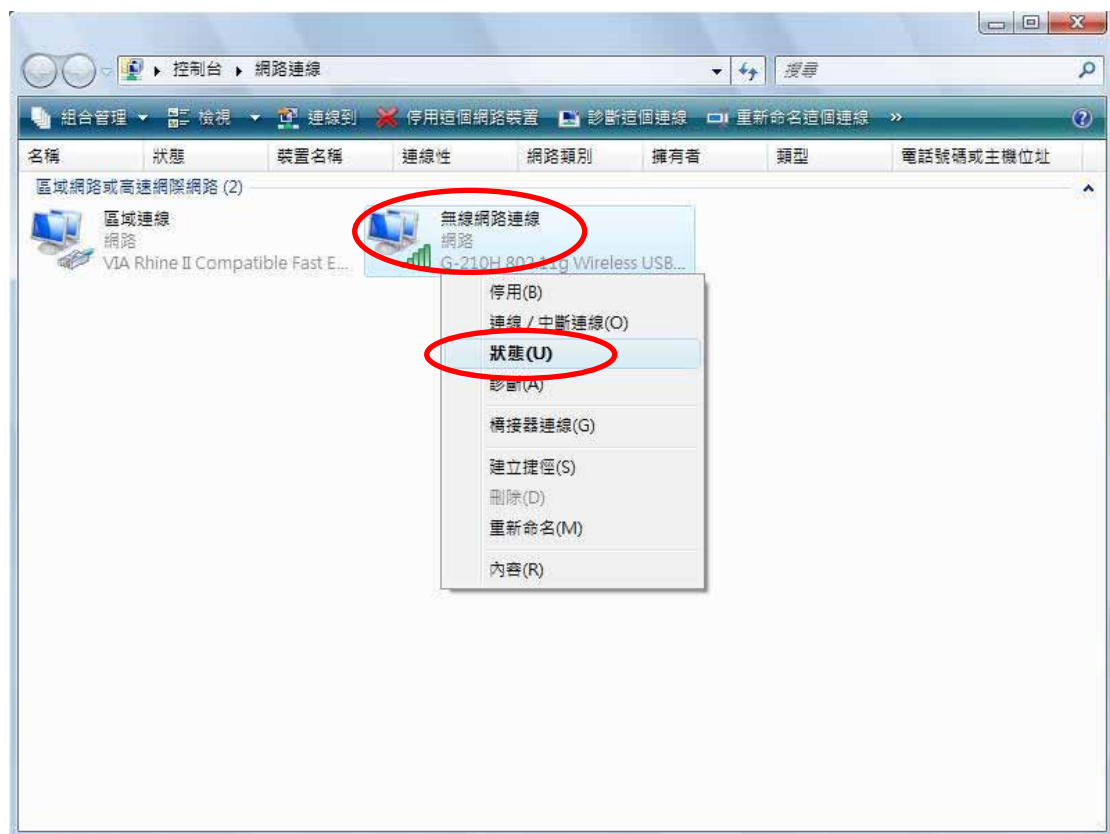 控制台 ▸ 網路連線
搜尋
組合管理 檢視 連線到 停用這個網路裝置 診斷這個連線 重新命名這個連線 »
名稱 狀態 裝置名稱 連線性 網路類別 擁有者 類型 電話號碼或主機位址
區域網路或高速網際網路 (2)
區域連線
網路
VIA Rhine II Compatible Fast E...
無線網路連線
網路
G-210H 802.11g Wireless USB...
停用(B)
連線 / 中斷連線(O)
狀態(U)
診斷(A)
橋接器連線(G)
建立捷徑(S)
刪除(D)
重新命名(M)
內容(R)